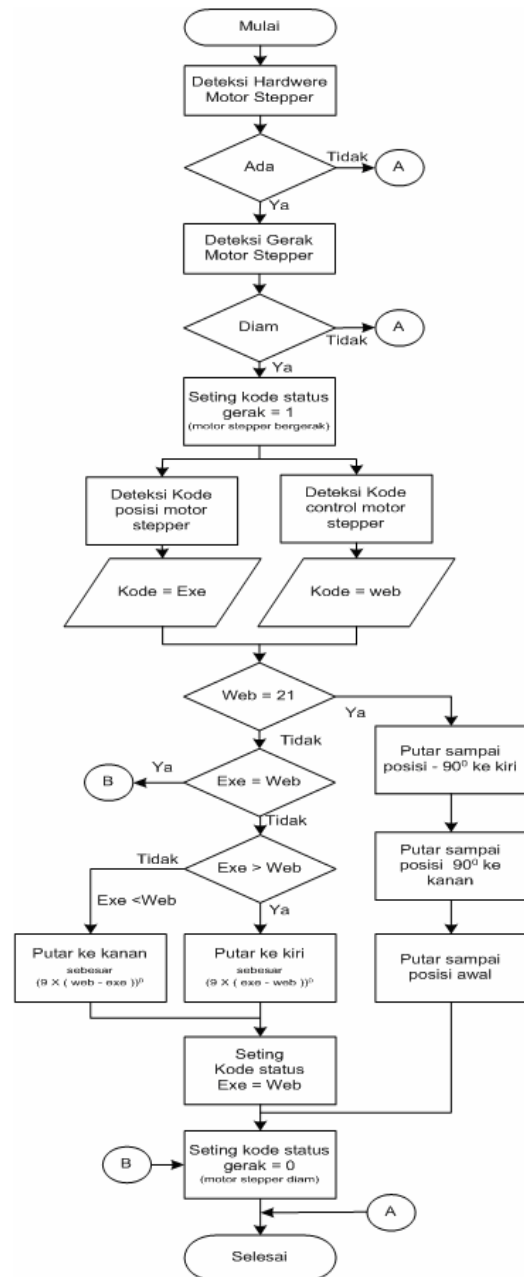 Mulai
Deteksi Hardwere
Motor Stepper
Ada
Tidak
A
Ya
Deteksi Gerak
Motor Stepper
Diam
Tidak
A
Ya
Seting kode status
gerak = 1
(motor stepper bergerak)
Deteksi Kode
posisi motor
stepper
Deteksi Kode
control motor
stepper
Kode = Exe
Kode = web
Web = 21
Ya
Tidak
Putar sampai
posisi - 90⁰ ke kiri
B
Ya
Exe = Web
Tidak
Putar sampai
posisi 90⁰ ke
kanan
Tidak
Exe > Web
Exe <Web
Ya
Putar ke kanan
sebesar
(9 X ( web - exe ))⁰
Putar ke kiri
sebesar
(9 X ( exe - web ))⁰
Putar sampai
posisi awal
Seting
Kode status
Exe = Web
B
Seting kode status
gerak = 0
(motor stepper diam)
A
Selesai